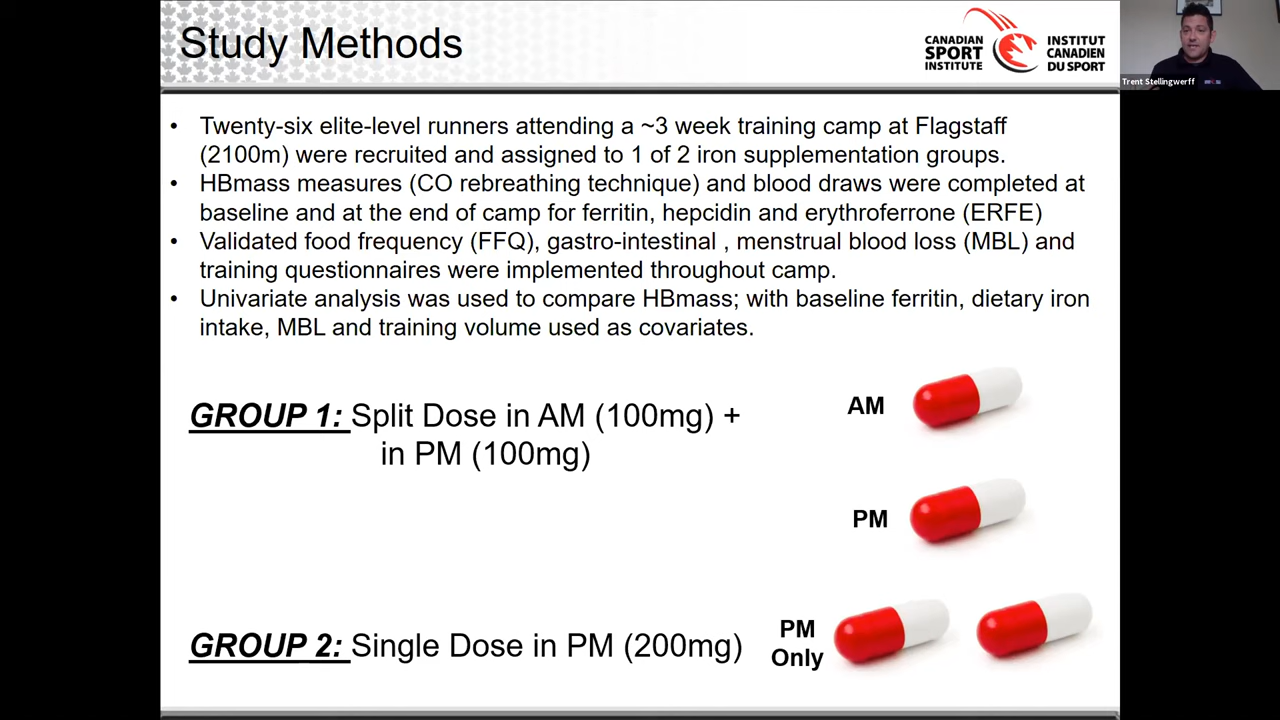 Study Methods
CANADIAN
SPORT
INSTITUTE
INSTITUT
CANADIEN
DU SPORT
Trent Stellingwerff
• Twenty-six elite-level runners attending a ~3 week training camp at Flagstaff
(2100m) were recruited and assigned to 1 of 2 iron supplementation groups.
• HBmass measures (CO rebreathing technique) and blood draws were completed at
baseline and at the end of camp for ferritin, hepcidin and erythroferrone (ERFE)
• Validated food frequency (FFQ), gastro-intestinal , menstrual blood loss (MBL) and
training questionnaires were implemented throughout camp.
• Univariate analysis was used to compare HBmass; with baseline ferritin, dietary iron
intake, MBL and training volume used as covariates.
GROUP 1: Split Dose in AM (100mg) +
in PM (100mg)
AM
PM
GROUP 2: Single Dose in PM (200mg)
PM
Only